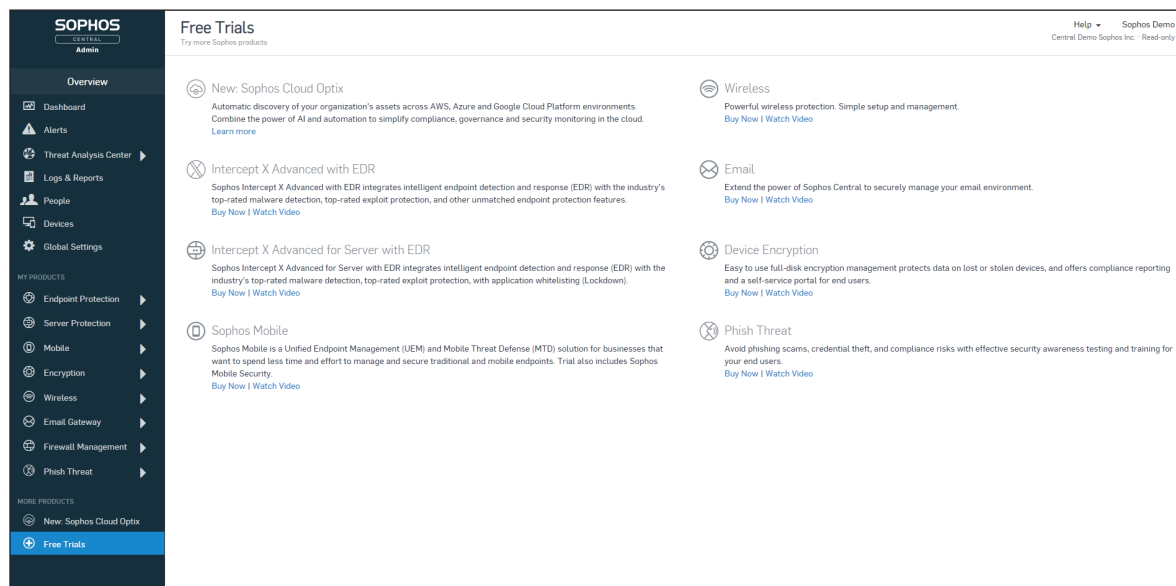 SOPHOS
CENTRAL
Admin
Overview
Dashboard
Alerts
Threat Analysis Center
Logs & Reports
People
Devices
Global Settings
MY PRODUCTS
Endpoint Protection
Server Protection
Mobile
Encryption
Wireless
Email Gateway
Firewall Management
Phish Threat
MORE PRODUCTS
New: Sophos Cloud Optix
Free Trials
Free Trials
Try more Sophos products
Help Sophos Demo
Central Demo Sophos Inc. · Read-only
New: Sophos Cloud Optix
Automatic discovery of your organization's assets across AWS, Azure and Google Cloud Platform environments.
Combine the power of AI and automation to simplify compliance, governance and security monitoring in the cloud.
Learn more
Intercept X Advanced with EDR
Sophos Intercept X Advanced with EDR integrates intelligent endpoint detection and response (EDR) with the industry's
top-rated malware detection, top-rated exploit protection, and other unmatched endpoint protection features.
Buy Now | Watch Video
Intercept X Advanced for Server with EDR
Sophos Intercept X Advanced for Server with EDR integrates intelligent endpoint detection and response (EDR) with the
industry's top-rated malware detection, top-rated exploit protection, with application whitelisting (Lockdown).
Buy Now | Watch Video
Sophos Mobile
Sophos Mobile is a Unified Endpoint Management (UEM) and Mobile Threat Defense (MTD) solution for businesses that
want to spend less time and effort to manage and secure traditional and mobile endpoints. Trial also includes Sophos
Mobile Security.
Buy Now | Watch Video
Wireless
Powerful wireless protection. Simple setup and management.
Buy Now | Watch Video
Email
Extend the power of Sophos Central to securely manage your email environment.
Buy Now | Watch Video
Device Encryption
Easy to use full-disk encryption management protects data on lost or stolen devices, and offers compliance reporting
and a self-service portal for end users.
Buy Now | Watch Video
Phish Threat
Avoid phishing scams, credential theft, and compliance risks with effective security awareness testing and training for
your end users.
Buy Now | Watch Video